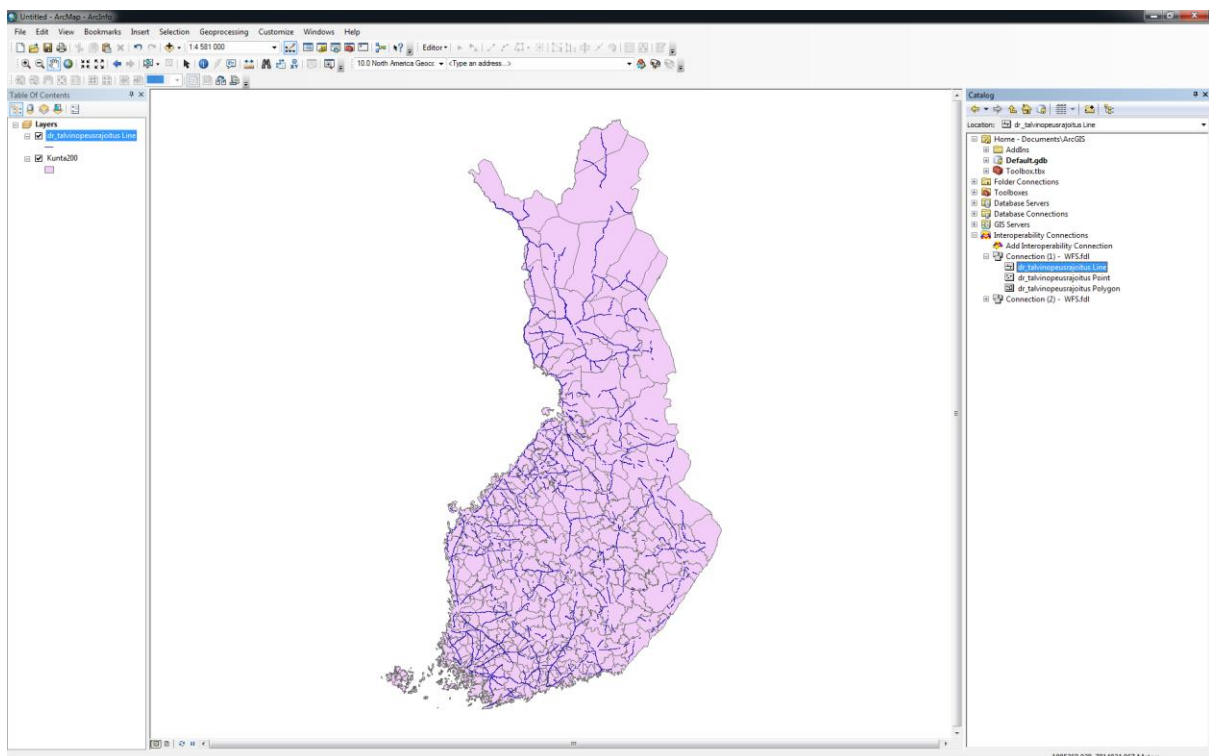 Untitled - ArcMap - ArcInfo
File Edit View Bookmarks Insert Selection Geoprocessing Customize Windows Help
1:4 581 000
Editor
10.0 North America Geocc
<Type an address...>
Table Of Contents
Layers
dr_talvinopeusrajoitus Line
Kunta200
Catalog
Location: dr_talvinopeusrajoitus Line
Home - Documents\ArcGIS
AddIns
Default.gdb
Toolbox.tbx
Folder Connections
Toolboxes
Database Servers
Database Connections
GIS Servers
Interoperability Connections
Add Interoperability Connection
Connection (1) - WFS.fdl
dr_talvinopeusrajoitus Line
dr_talvinopeusrajoitus Point
dr_talvinopeusrajoitus Polygon
Connection (2) - WFS.fdl